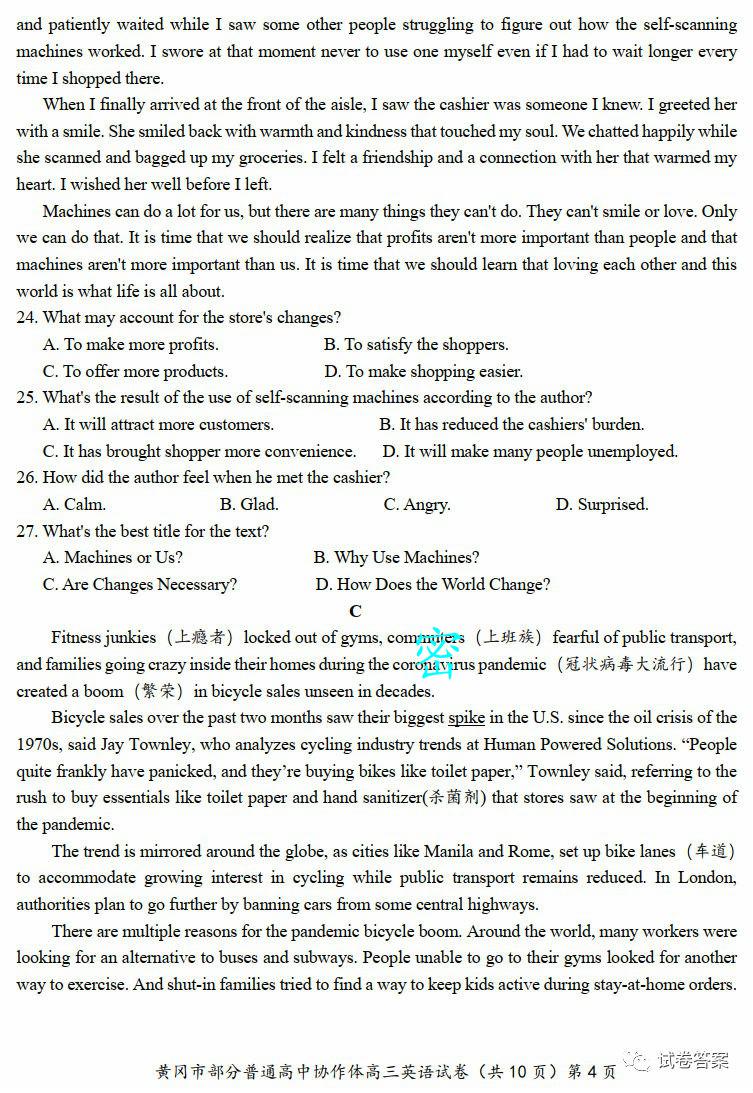 and patiently waited while I saw some other people struggling to figure out how the self-scanning
machines worked. I swore at that moment never to use one myself even if I had to wait longer every
time I shopped there.
When I finally arrived at the front of the aisle, I saw the cashier was someone I knew. I greeted her
with a smile. She smiled back with warmth and kindness that touched my soul. We chatted happily while
she scanned and bagged up my groceries. I felt a friendship and a connection with her that warmed my
heart. I wished her well before I left.
Machines can do a lot for us, but there are many things they can't do. They can't smile or love. Only
we can do that. It is time that we should realize that profits aren't more important than people and that
machines aren't more important than us. It is time that we should learn that loving each other and this
world is what life is all about.
24. What may account for the store's changes?
A. To make more profits. B. To satisfy the shoppers.
C. To offer more products. D. To make shopping easier.
25. What's the result of the use of self-scanning machines according to the author?
A. It will attract more customers. B. It has reduced the cashiers' burden.
C. It has brought shopper more convenience. D. It will make many people unemployed.
26. How did the author feel when he met the cashier?
A. Calm. B. Glad. C. Angry. D. Surprised.
27. What's the best title for the text?
A. Machines or Us? B. Why Use Machines?
C. Are Changes Necessary? D. How Does the World Change?
C
Fitness junkies（上瘾者）locked out of gyms, commuters（上班族）fearful of public transport,
and families going crazy inside their homes during the coronavirus pandemic（冠状病毒大流行）have
created a boom（繁荣）in bicycle sales unseen in decades.
密
Bicycle sales over the past two months saw their biggest spike in the U.S. since the oil crisis of the
1970s, said Jay Townley, who analyzes cycling industry trends at Human Powered Solutions. “People
quite frankly have panicked, and they’re buying bikes like toilet paper,” Townley said, referring to the
rush to buy essentials like toilet paper and hand sanitizer(杀菌剂) that stores saw at the beginning of
the pandemic.
The trend is mirrored around the globe, as cities like Manila and Rome, set up bike lanes（车道）
to accommodate growing interest in cycling while public transport remains reduced. In London,
authorities plan to go further by banning cars from some central highways.
There are multiple reasons for the pandemic bicycle boom. Around the world, many workers were
looking for an alternative to buses and subways. People unable to go to their gyms looked for another
way to exercise. And shut-in families tried to find a way to keep kids active during stay-at-home orders.
黄冈市部分普通高中协作体高三英语试卷（共 10 页）第 4 页
试卷答案